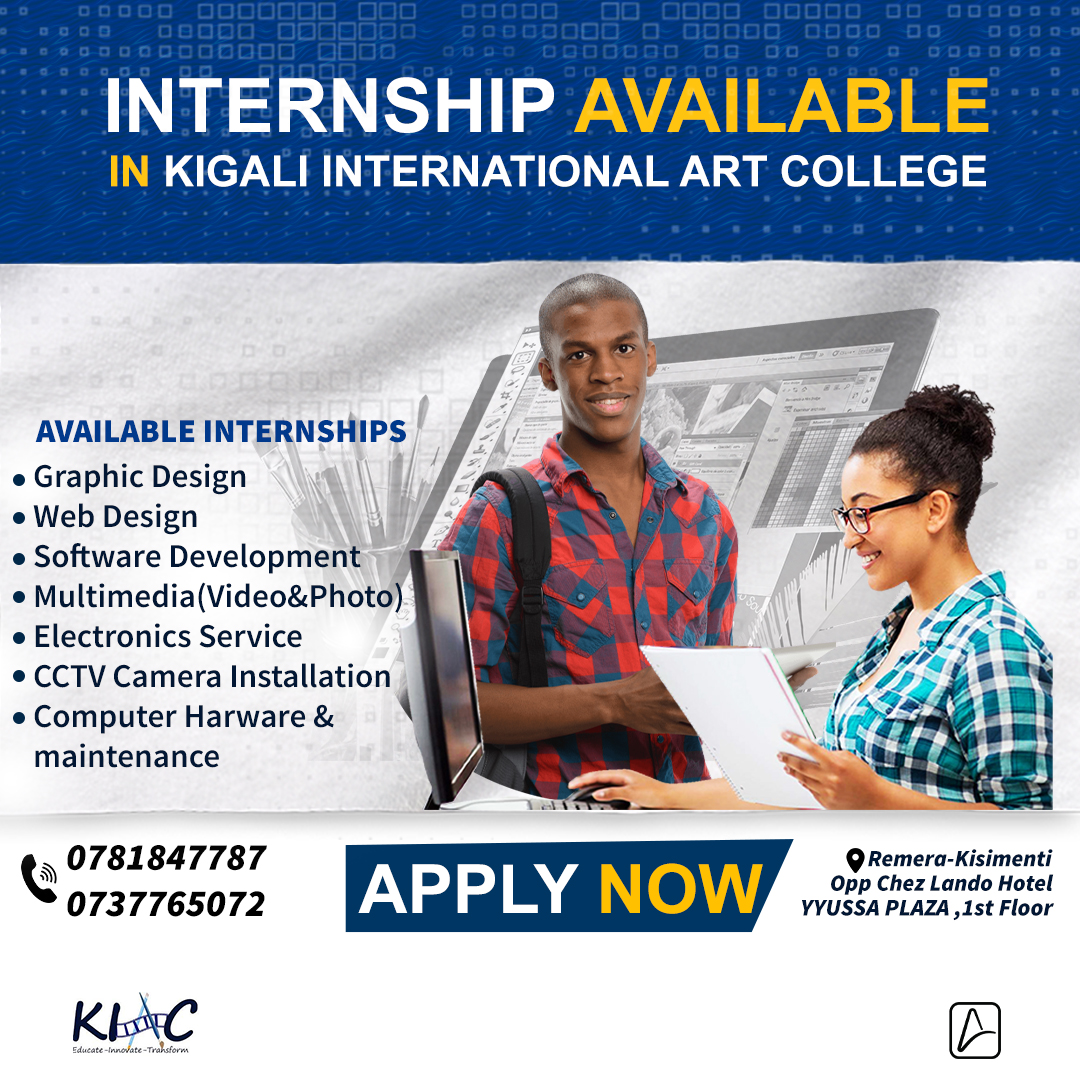 INTERNSHIP AVAILABLE
IN KIGALI INTERNATIONAL ART COLLEGE
AVAILABLE INTERNSHIPS
• Graphic Design
• Web Design
• Software Development
• Multimedia(Video&Photo)
• Electronics Service
• CCTV Camera Installation
• Computer Harware &
maintenance
0781847787
0737765072
APPLY NOW
Remera-Kisimenti
Opp Chez Lando Hotel
YYUSSA PLAZA ,1st Floor
KIAC
Educate-Innovate-Transform